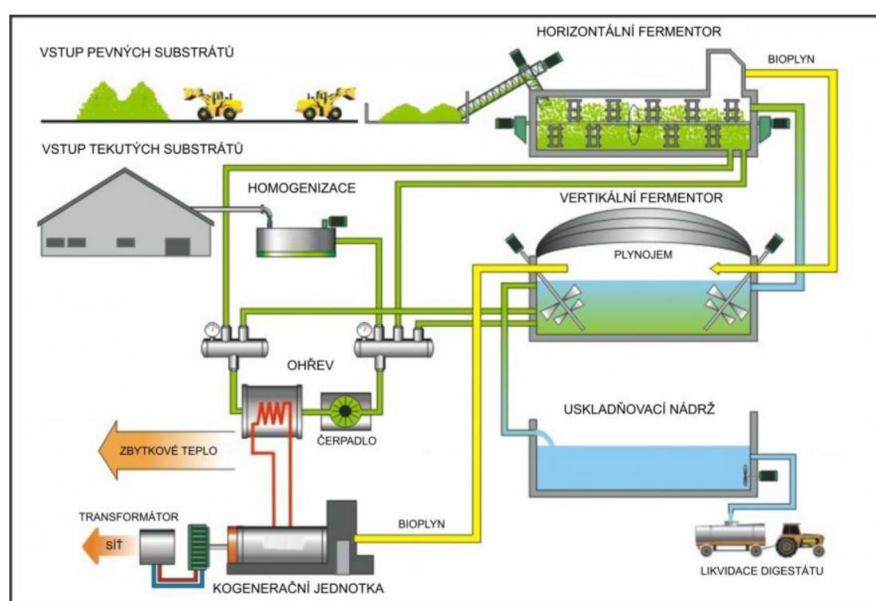 HORIZONTÁLNÍ FERMENTOR
VSTUP PEVNÝCH SUBSTRÁTŮ
BIOPLYN
VSTUP TEKUTÝCH SUBSTRÁTŮ
HOMOGENIZACE
VERTIKÁLNÍ FERMENTOR
PLYNOJEM
OHŘEV
USKLADŇOVACÍ NÁDRŽ
ČERPADLO
ZBYTKOVÉ TEPLO
TRANSFORMÁTOR
BIOPLYN
SÍŤ
LIKVIDACE DIGESTÁTU
KOGENERAČNÍ JEDNOTKA